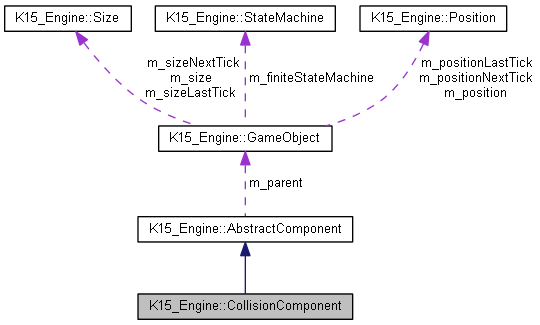 K15_Engine::Size
K15_Engine::StateMachine
K15_Engine::Position
m_sizeNextTick
m_size
m_sizeLastTick
m_finiteStateMachine
m_positionLastTick
m_positionNextTick
m_position
K15_Engine::GameObject
m_parent
K15_Engine::AbstractComponent
K15_Engine::CollisionComponent